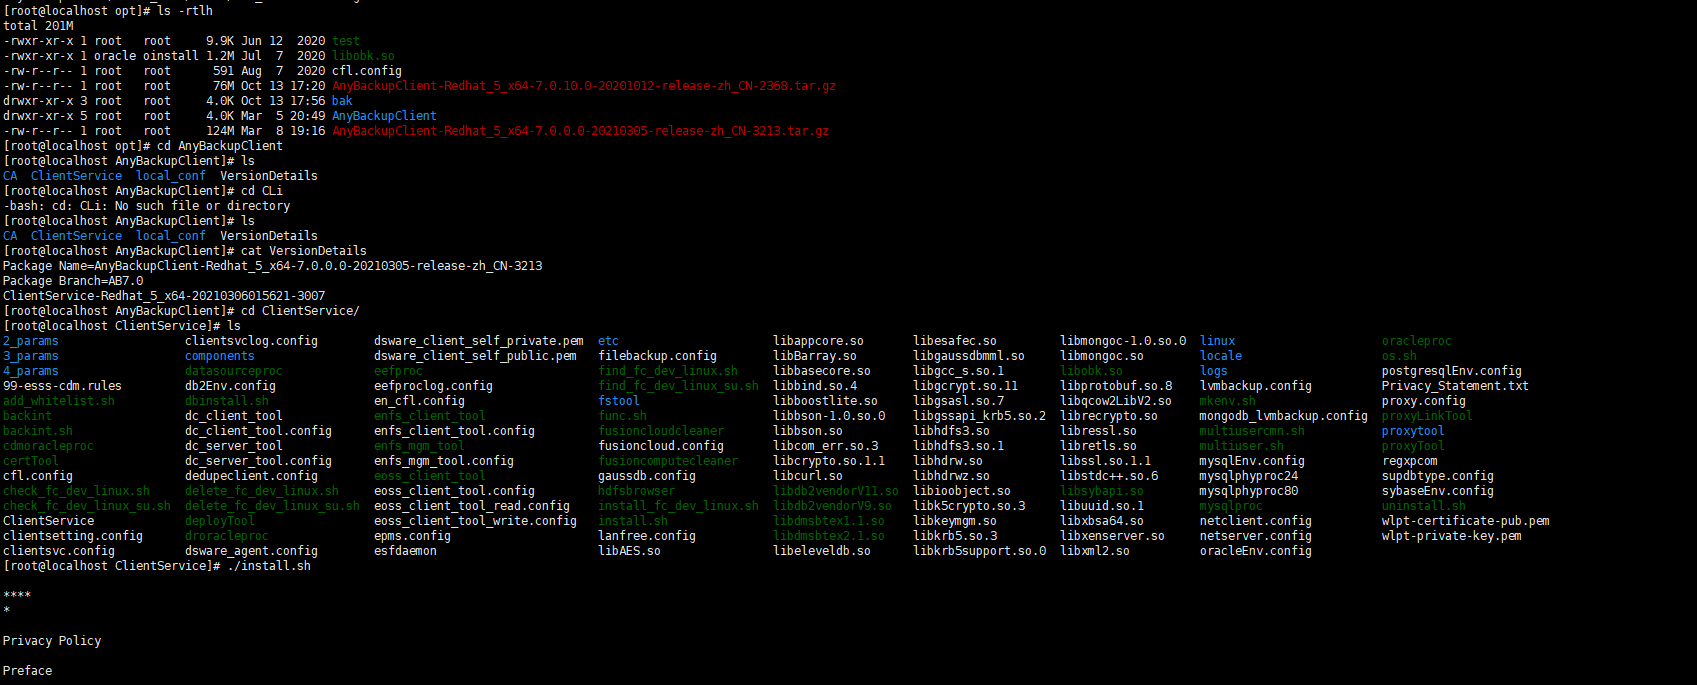 [root@localhost opt]# ls -rtlh
total 201M
-rwxr-xr-x 1 root   root     9.9K Jun 12  2020 test
-rwxr-xr-x 1 oracle oinstall 1.2M Jul  7  2020 libobk.so
-rw-r--r-- 1 root   root      591 Aug  7  2020 cfl.config
-rw-r--r-- 1 root   root      76M Oct 13 17:20 AnyBackupClient-Redhat_5_x64-7.0.10.0-20201012-release-zh_CN-2368.tar.gz
drwxr-xr-x 3 root   root     4.0K Oct 13 17:56 bak
drwxr-xr-x 5 root   root     4.0K Mar  5 20:49 AnyBackupClient
-rw-r--r-- 1 root   root     124M Mar  8 19:16 AnyBackupClient-Redhat_5_x64-7.0.0.0-20210305-release-zh_CN-3213.tar.gz
[root@localhost opt]# cd AnyBackupClient
[root@localhost AnyBackupClient]# ls
CA  ClientService  local_conf  VersionDetails
[root@localhost AnyBackupClient]# cd CLi
-bash: cd: CLi: No such file or directory
[root@localhost AnyBackupClient]# ls
CA  ClientService  local_conf  VersionDetails
[root@localhost AnyBackupClient]# cat VersionDetails
Package Name=AnyBackupClient-Redhat_5_x64-7.0.0.0-20210305-release-zh_CN-3213
Package Branch=AB7.0
ClientService-Redhat_5_x64-20210306015621-3007
[root@localhost AnyBackupClient]# cd ClientService/
[root@localhost ClientService]# ls
2_params  clientsvclog.config  dsware_client_self_private.pem  etc  libappcore.so  libesafec.so  libmongoc-1.0.so.0  linux  oracleproc
3_params  components  dsware_client_self_public.pem  filebackup.config  libBarray.so  libgaussdbmml.so  libmongoc.so  locale  os.sh
4_params  datasourceproc  eefproc  find_fc_dev_linux.sh  libbasecore.so  libgcc_s.so.1  libobk.so  logs  postgresqlEnv.config
99-esss-cdm.rules  db2Env.config  eefproclog.config  find_fc_dev_linux_su.sh  libbind.so.4  libgcrypt.so.11  libprotobuf.so.8  lvmbackup.config  Privacy_Statement.txt
add_whitelist.sh  dbinstall.sh  en_cfl.config  fstool  libboostlite.so  libgsasl.so.7  libqcow2LibV2.so  mkenv.sh  proxy.config
backint  dc_client_tool  enfs_client_tool  func.sh  libbson-1.0.so.0  libgssapi_krb5.so.2  librecrypto.so  mongodb_lvmbackup.config  proxyLinkTool
backint.sh  dc_client_tool.config  enfs_client_tool.config  fusioncloudcleaner  libbson.so  libhdfs3.so  libressl.so  multiusercmn.sh  proxytool
cdmoracleproc  dc_server_tool  enfs_mgm_tool  fusioncloud.config  libcom_err.so.3  libhdfs3.so.1  libretls.so  multiuser.sh  proxyTool
certTool  dc_server_tool.config  enfs_mgm_tool.config  fusioncomputecleaner  libcrypto.so.1.1  libhdrw.so  libssl.so.1.1  mysqlEnv.config  regxpcom
cfl.config  dedupeclient.config  eoss_client_tool  gaussdb.config  libcurl.so  libhdrwz.so  libstdc++.so.6  mysqlphyproc24  supdbtype.config
check_fc_dev_linux.sh  delete_fc_dev_linux.sh  eoss_client_tool.config  hdfsbrowser  libdb2vendorV11.so  libioobject.so  libsybapi.so  mysqlphyproc80  sybaseEnv.config
check_fc_dev_linux_su.sh  delete_fc_dev_linux_su.sh  eoss_client_tool_read.config  install_fc_dev_linux.sh  libdb2vendorV9.so  libk5crypto.so.3  libuuid.so.1  mysqlproc  uninstall.sh
ClientService  deployTool  eoss_client_tool_write.config  install.sh  libdmsbtex1.1.so  libkeymgm.so  libxbsa64.so  netclient.config  wlpt-certificate-pub.pem
clientsetting.config  droracleproc  epms.config  lanfree.config  libdmsbtex2.1.so  libkrb5.so.3  libxenserver.so  netserver.config  wlpt-private-key.pem
clientsvc.config  dsware_agent.config  esfdaemon  libAES.so  libeleveldb.so  libkrb5support.so.0  libxml2.so  oracleEnv.config
[root@localhost ClientService]# ./install.sh
****
*
Privacy Policy
Preface